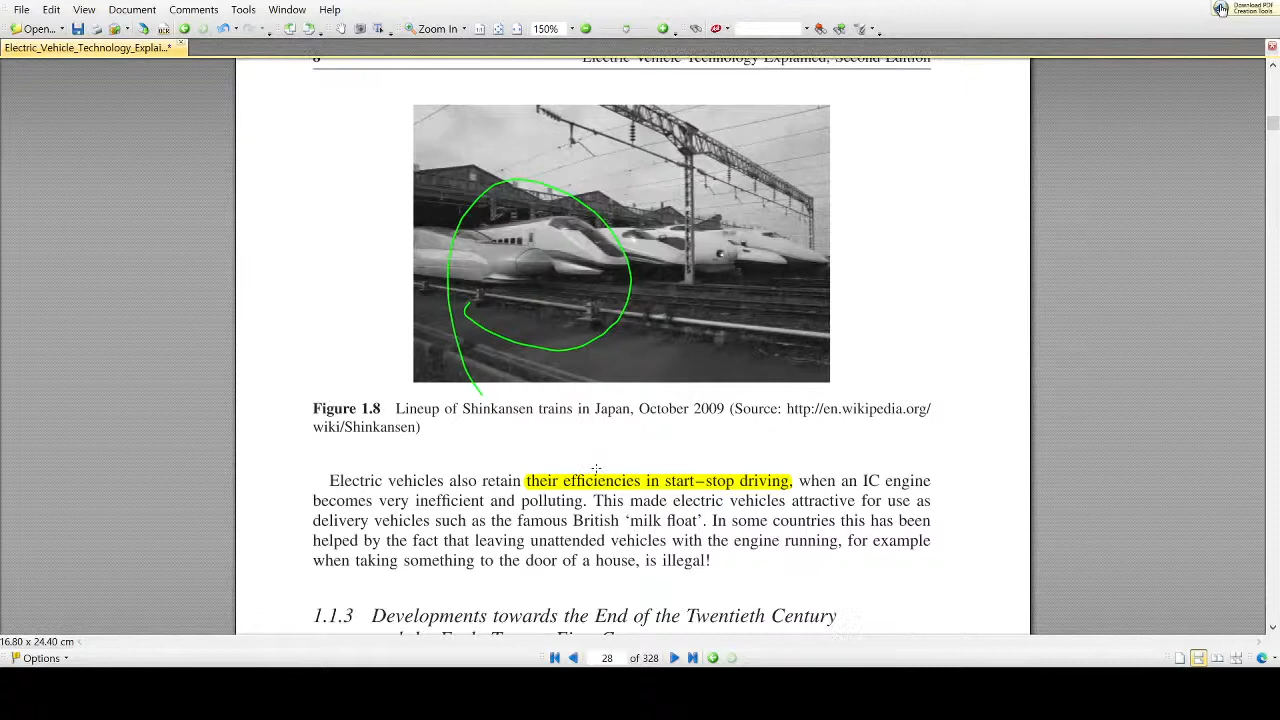 File Edit View Document Comments Tools Window Help
Download PDF
Creation Tools
Open... Zoom In 150%
Electric_Vehicle_Technology_Explai...*
8 Electric Vehicle Technology Explained, Second Edition
Figure 1.8 Lineup of Shinkansen trains in Japan, October 2009 (Source: http://en.wikipedia.org/
wiki/Shinkansen)
Electric vehicles also retain their efficiencies in start–stop driving, when an IC engine
becomes very inefficient and polluting. This made electric vehicles attractive for use as
delivery vehicles such as the famous British ‘milk float’. In some countries this has been
helped by the fact that leaving unattended vehicles with the engine running, for example
when taking something to the door of a house, is illegal!
1.1.3 Developments towards the End of the Twentieth Century
16.80 x 24.40 cm
Options 28 of 328